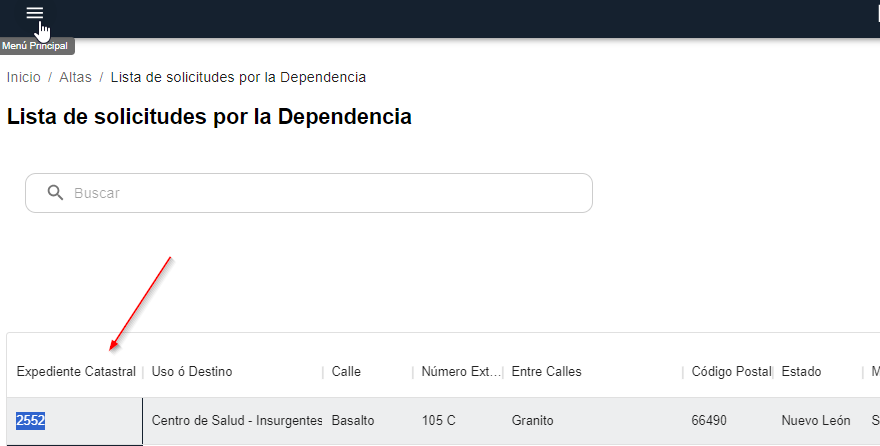 Menú Principal
Inicio / Altas / Lista de solicitudes por la Dependencia
Lista de solicitudes por la Dependencia
Buscar
Expediente Catastral Uso ó Destino Calle Número Ext... Entre Calles Código Postal Estado M
2552 Centro de Salud - Insurgentes Basalto 105 C Granito 66490 Nuevo León S